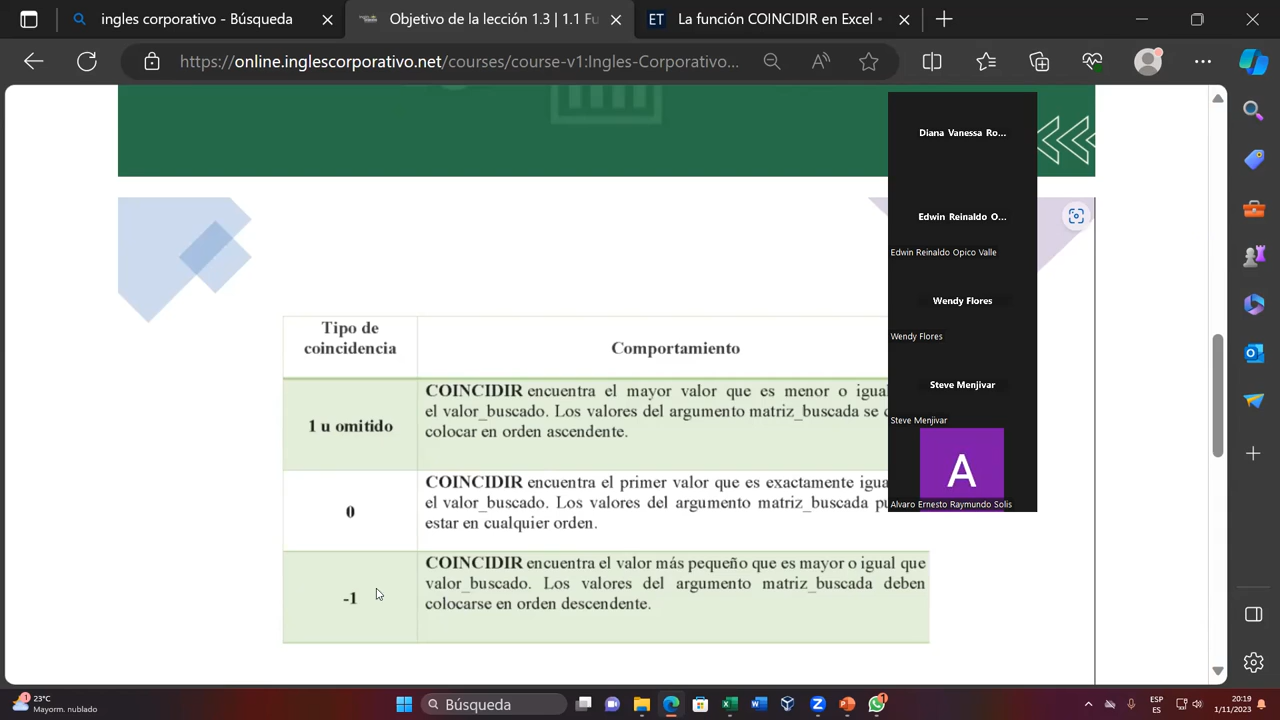 ingles corporativo - Búsqueda
Objetivo de la lección 1.3 | 1.1 Fu
ET
La función COINCIDIR en Excel •
https://online.inglescorporativo.net/courses/course-v1:Ingles-Corporativo...
Diana Vanessa Ro...
Edwin Reinaldo O...
Edwin Reinaldo Opico Valle
Wendy Flores
Wendy Flores
Steve Menjivar
Steve Menjivar
A
Alvaro Ernesto Raymundo Solis
Tipo de
coincidencia
Comportamiento
1 u omitido
COINCIDIR encuentra el mayor valor que es menor o igual
el valor_buscado. Los valores del argumento matriz_buscada se
colocar en orden ascendente.
0
COINCIDIR encuentra el primer valor que es exactamente
el valor_buscado. Los valores del argumento matriz_buscada
estar en cualquier orden.
-1
COINCIDIR encuentra el valor más pequeño que es mayor o igual que
valor_buscado. Los valores del argumento matriz_buscada deben
colocarse en orden descendente.
1
23°C
Mayorm. nublado
Búsqueda
1
ESP
ES
20:19
1/11/2023